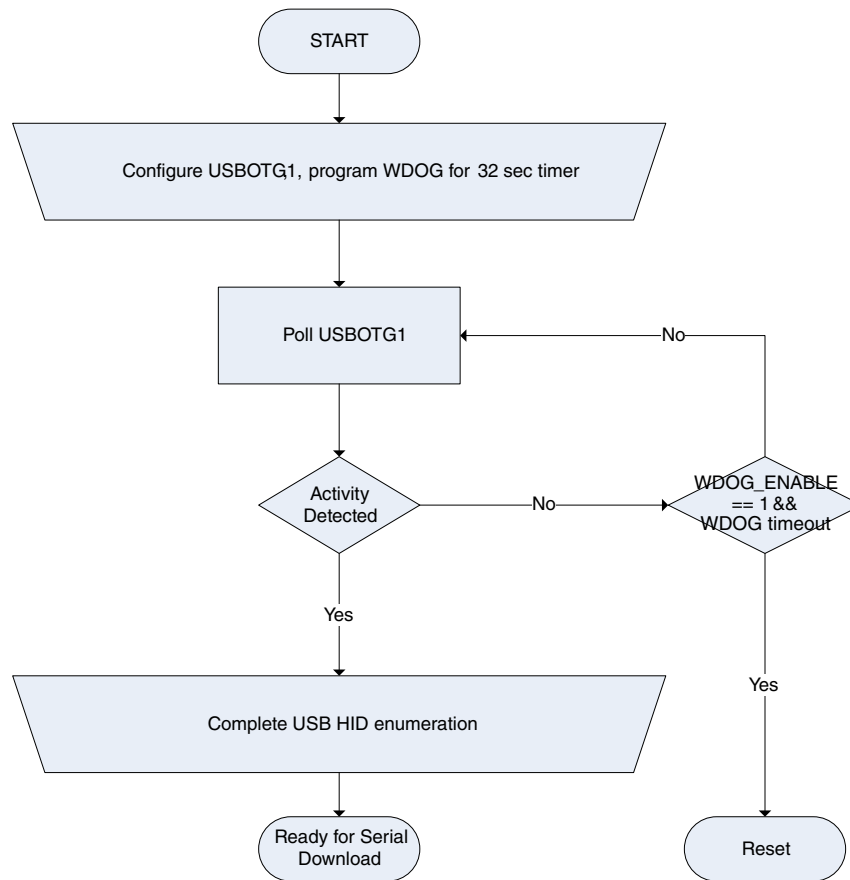 START
Configure USBOTG1, program WDOG for 32 sec timer
Poll USBOTG1
No
Activity
Detected
No
WDOG_ENABLE
== 1 &&
WDOG timeout
Yes
Yes
Complete USB HID enumeration
Ready for Serial
Download
Reset